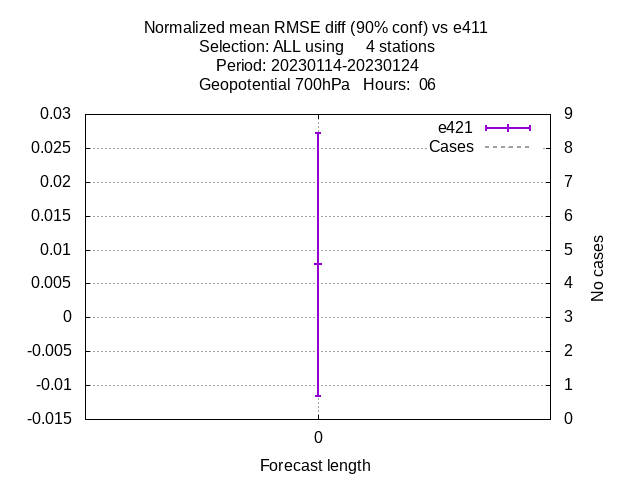 Normalized mean RMSE diff (90% conf) vs e411
Selection: ALL using     4 stations
Period: 20230114-20230124
Geopotential 700hPa   Hours:  06
0.03
0.025
0.02
0.015
0.01
0.005
0
-0.005
-0.01
-0.015
e421
Cases
9
8
7
6
5
4
3
2
1
0
No cases
0
Forecast length